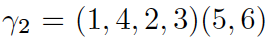 γ₂ = (1, 4, 2, 3)(5, 6)